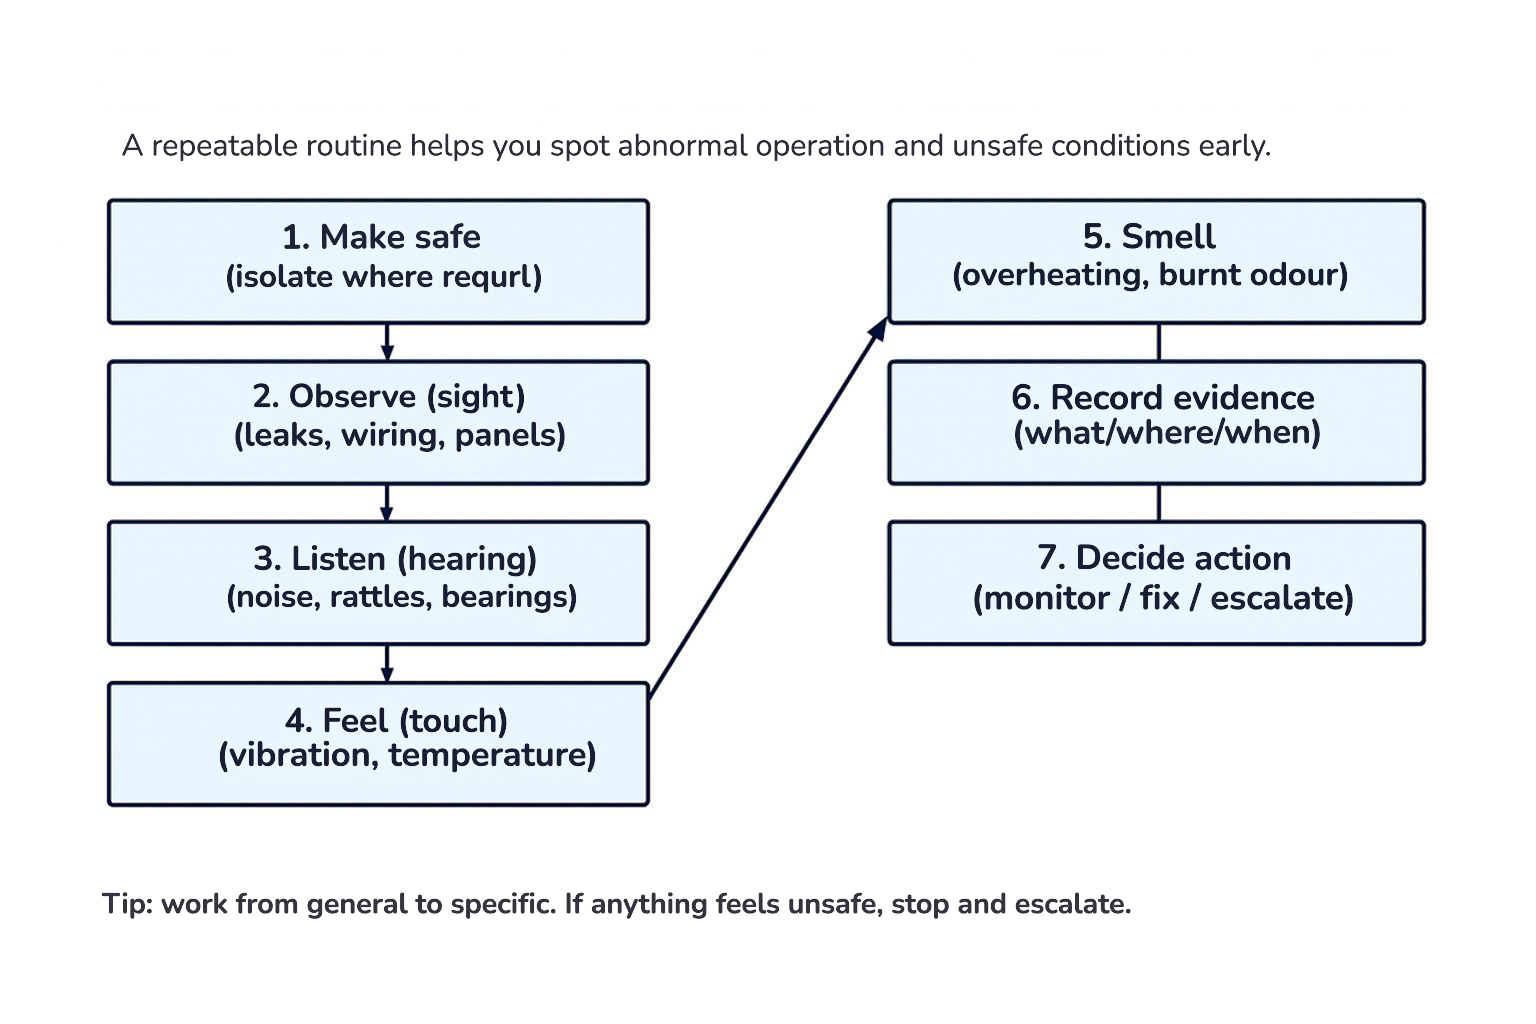 A repeatable routine helps you spot abnormal operation and unsafe conditions early.
1. Make safe
(isolate where requrl)
2. Observe (sight)
(leaks, wiring, panels)
3. Listen (hearing)
(noise, rattles, bearings)
4. Feel (touch)
(vibration, temperature)
5. Smell
(overheating, burnt odour)
6. Record evidence
(what/where/when)
7. Decide action
(monitor / fix / escalate)
Tip: work from general to specific. If anything feels unsafe, stop and escalate.